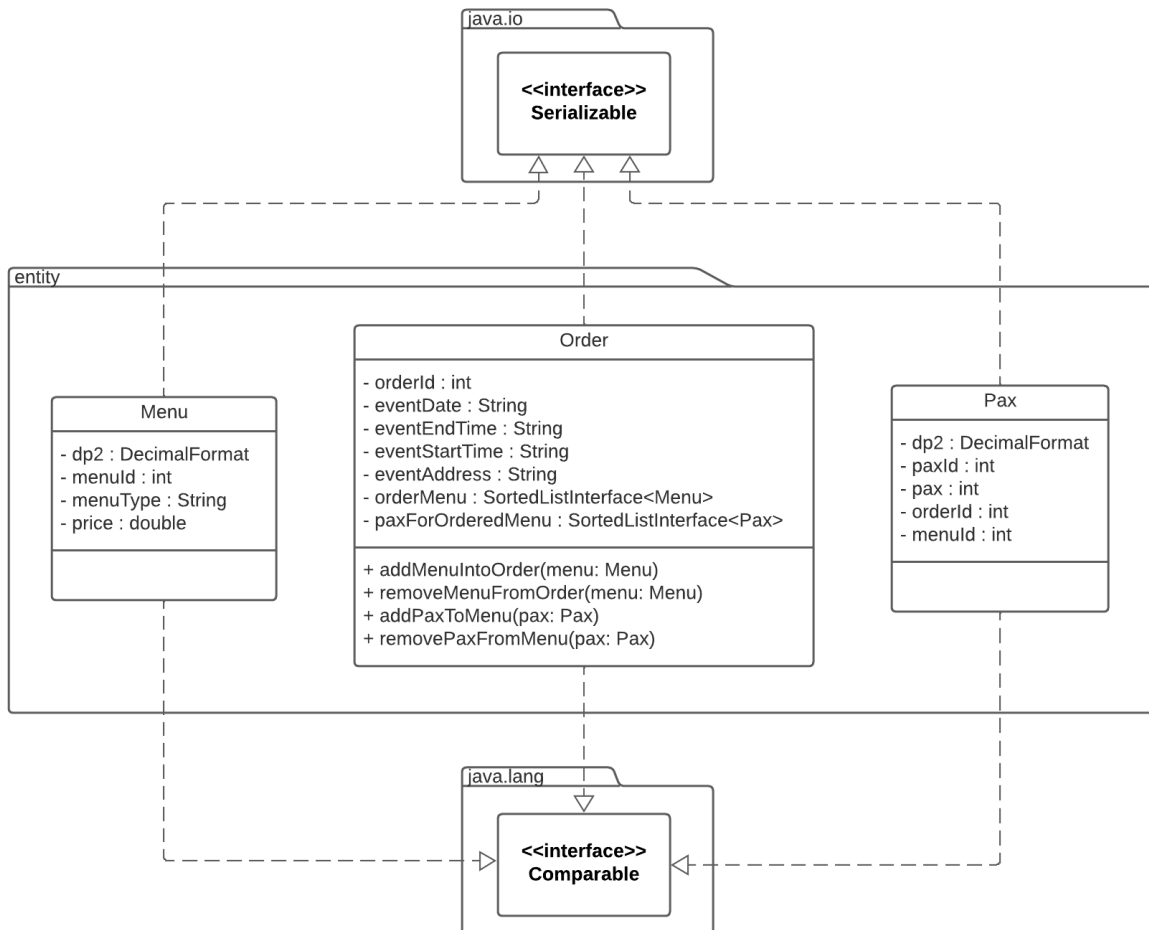 java.io
<<interface>>
Serializable
entity
Menu
- dp2 : DecimalFormat
- menuId : int
- menuType : String
- price : double
Order
- orderId : int
- eventDate : String
- eventEndTime : String
- eventStartTime : String
- eventAddress : String
- orderMenu : SortedListInterface<Menu>
- paxForOrderedMenu : SortedListInterface<Pax>
+ addMenuIntoOrder(menu: Menu)
+ removeMenuFromOrder(menu: Menu)
+ addPaxToMenu(pax: Pax)
+ removePaxFromMenu(pax: Pax)
Pax
- dp2 : DecimalFormat
- paxId : int
- pax : int
- orderId : int
- menuId : int
java.lang
<<interface>>
Comparable